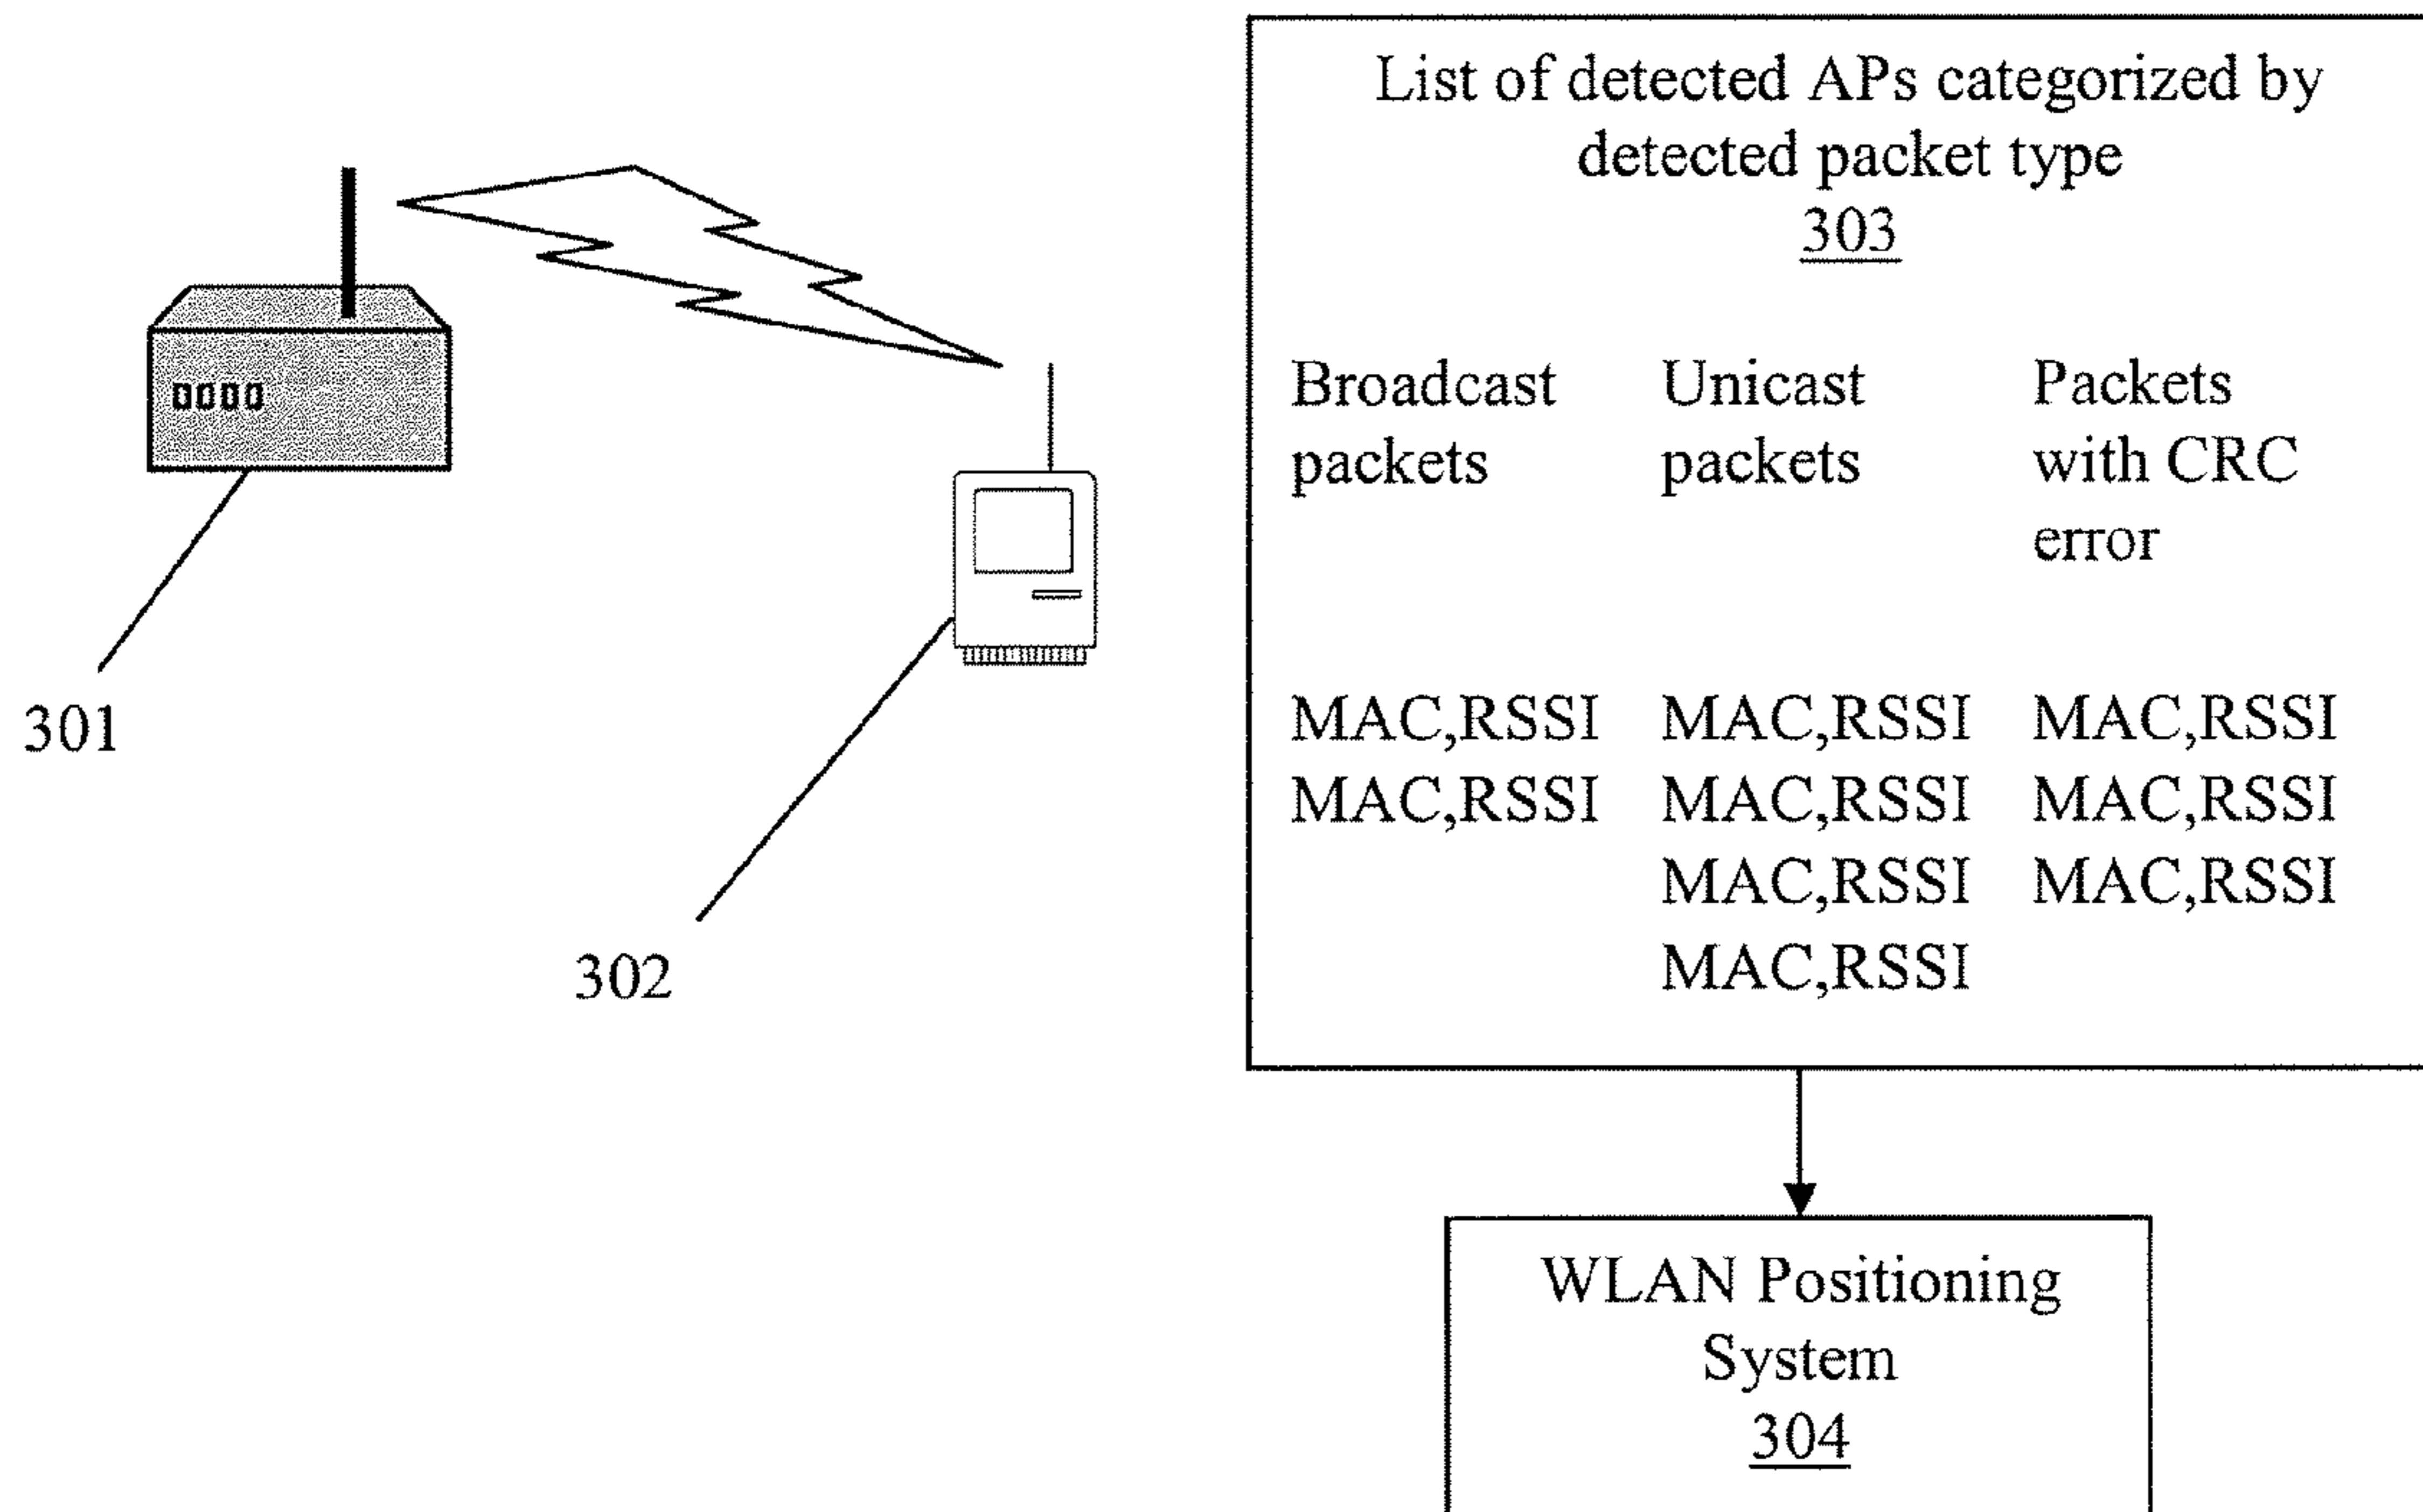 List of detected APs categorized by
detected packet type
303
Broadcast Unicast Packets
packets packets with CRC
error
MAC,RSSI MAC,RSSI MAC,RSSI
MAC,RSSI MAC,RSSI MAC,RSSI
MAC,RSSI MAC,RSSI
MAC,RSSI
301
302
WLAN Positioning
System
304